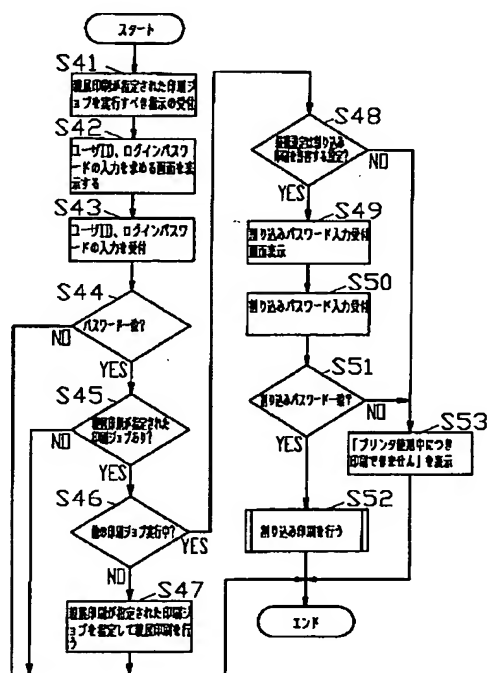 スタート
S41
親展印刷が指定された印刷ジョ
ブを実行すべき指示の受付
S42
ユーザID、ログインパスワ
ードの入力を求める画面を表
示する
S43
ユーザID、ログインパスワ
ードの入力を受付
S44
パスワード一致?
NO
YES
S45
親展印刷が指定された
印刷ジョブあり?
NO
YES
S46
他の印刷ジョブ実行中?
YES
NO
S47
親展印刷が指定された印刷ジョ
ブを指定して親展印刷を行
う
S48
割り込み
印刷を許容する設定?
NO
YES
S49
割り込みパスワード入力受付
画面表示
S50
割り込みパスワード入力受付
S51
割り込みパスワード一致?
NO
YES
S53
「プリンタ使用中につき
印刷できません」を表示
S52
割り込み印刷を行う
エンド